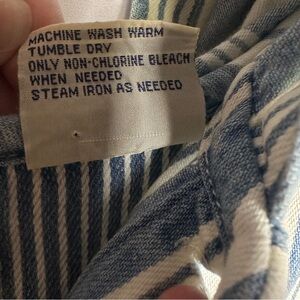 MACHINE WASH WARM
TUMBLE DRY
ONLY NON-CHLORINE BLEACH
WHEN NEEDED
STEAM IRON AS NEEDED